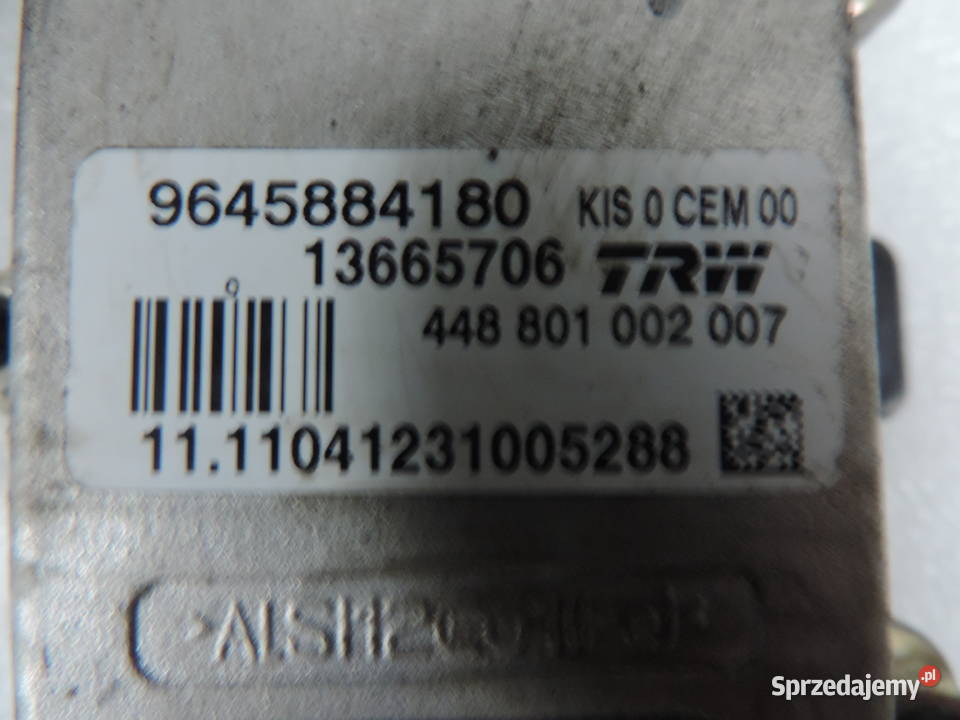 9645884180 KIS 0 CEM 00
13665706 TRW
448 801 002 007
11.11041231005288
Sprzedajemy.pl